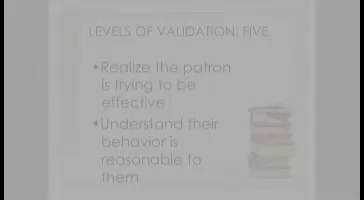 LEVELS OF VALIDATION: FIVE
•Realize the patron
is trying to be
effective
•Understand their
behavior is
reasonable to
them